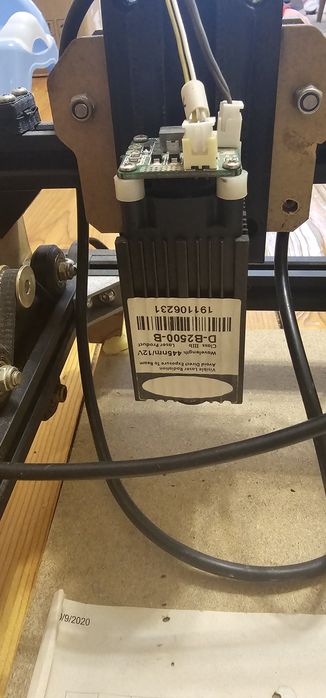 Visible Laser Radiation
Avoid Direct Exposure To Beam
Wavelength 445nm/12V
Class IIIb Laser Product
D-B2500-B
191106231
/9/2020